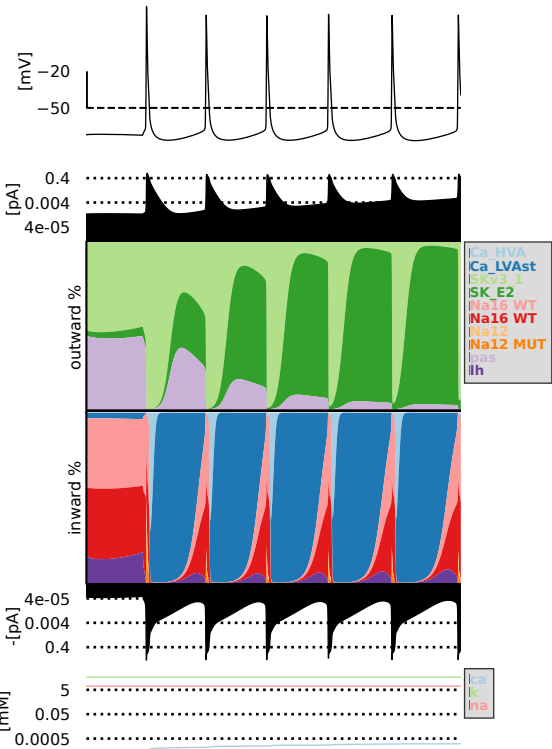 [mV]
−20
−50
[pA]
0.4
0.004
4e-05
outward %
Ca_HVA
Ca_LVAst
SKv3_1
SK_E2
Na16 WT
Na16 WT
Na12
Na12 MUT
pas
Ih
inward %
-[pA]
4e-05
0.004
0.4
[mM]
5
0.05
0.0005
ca
k
na